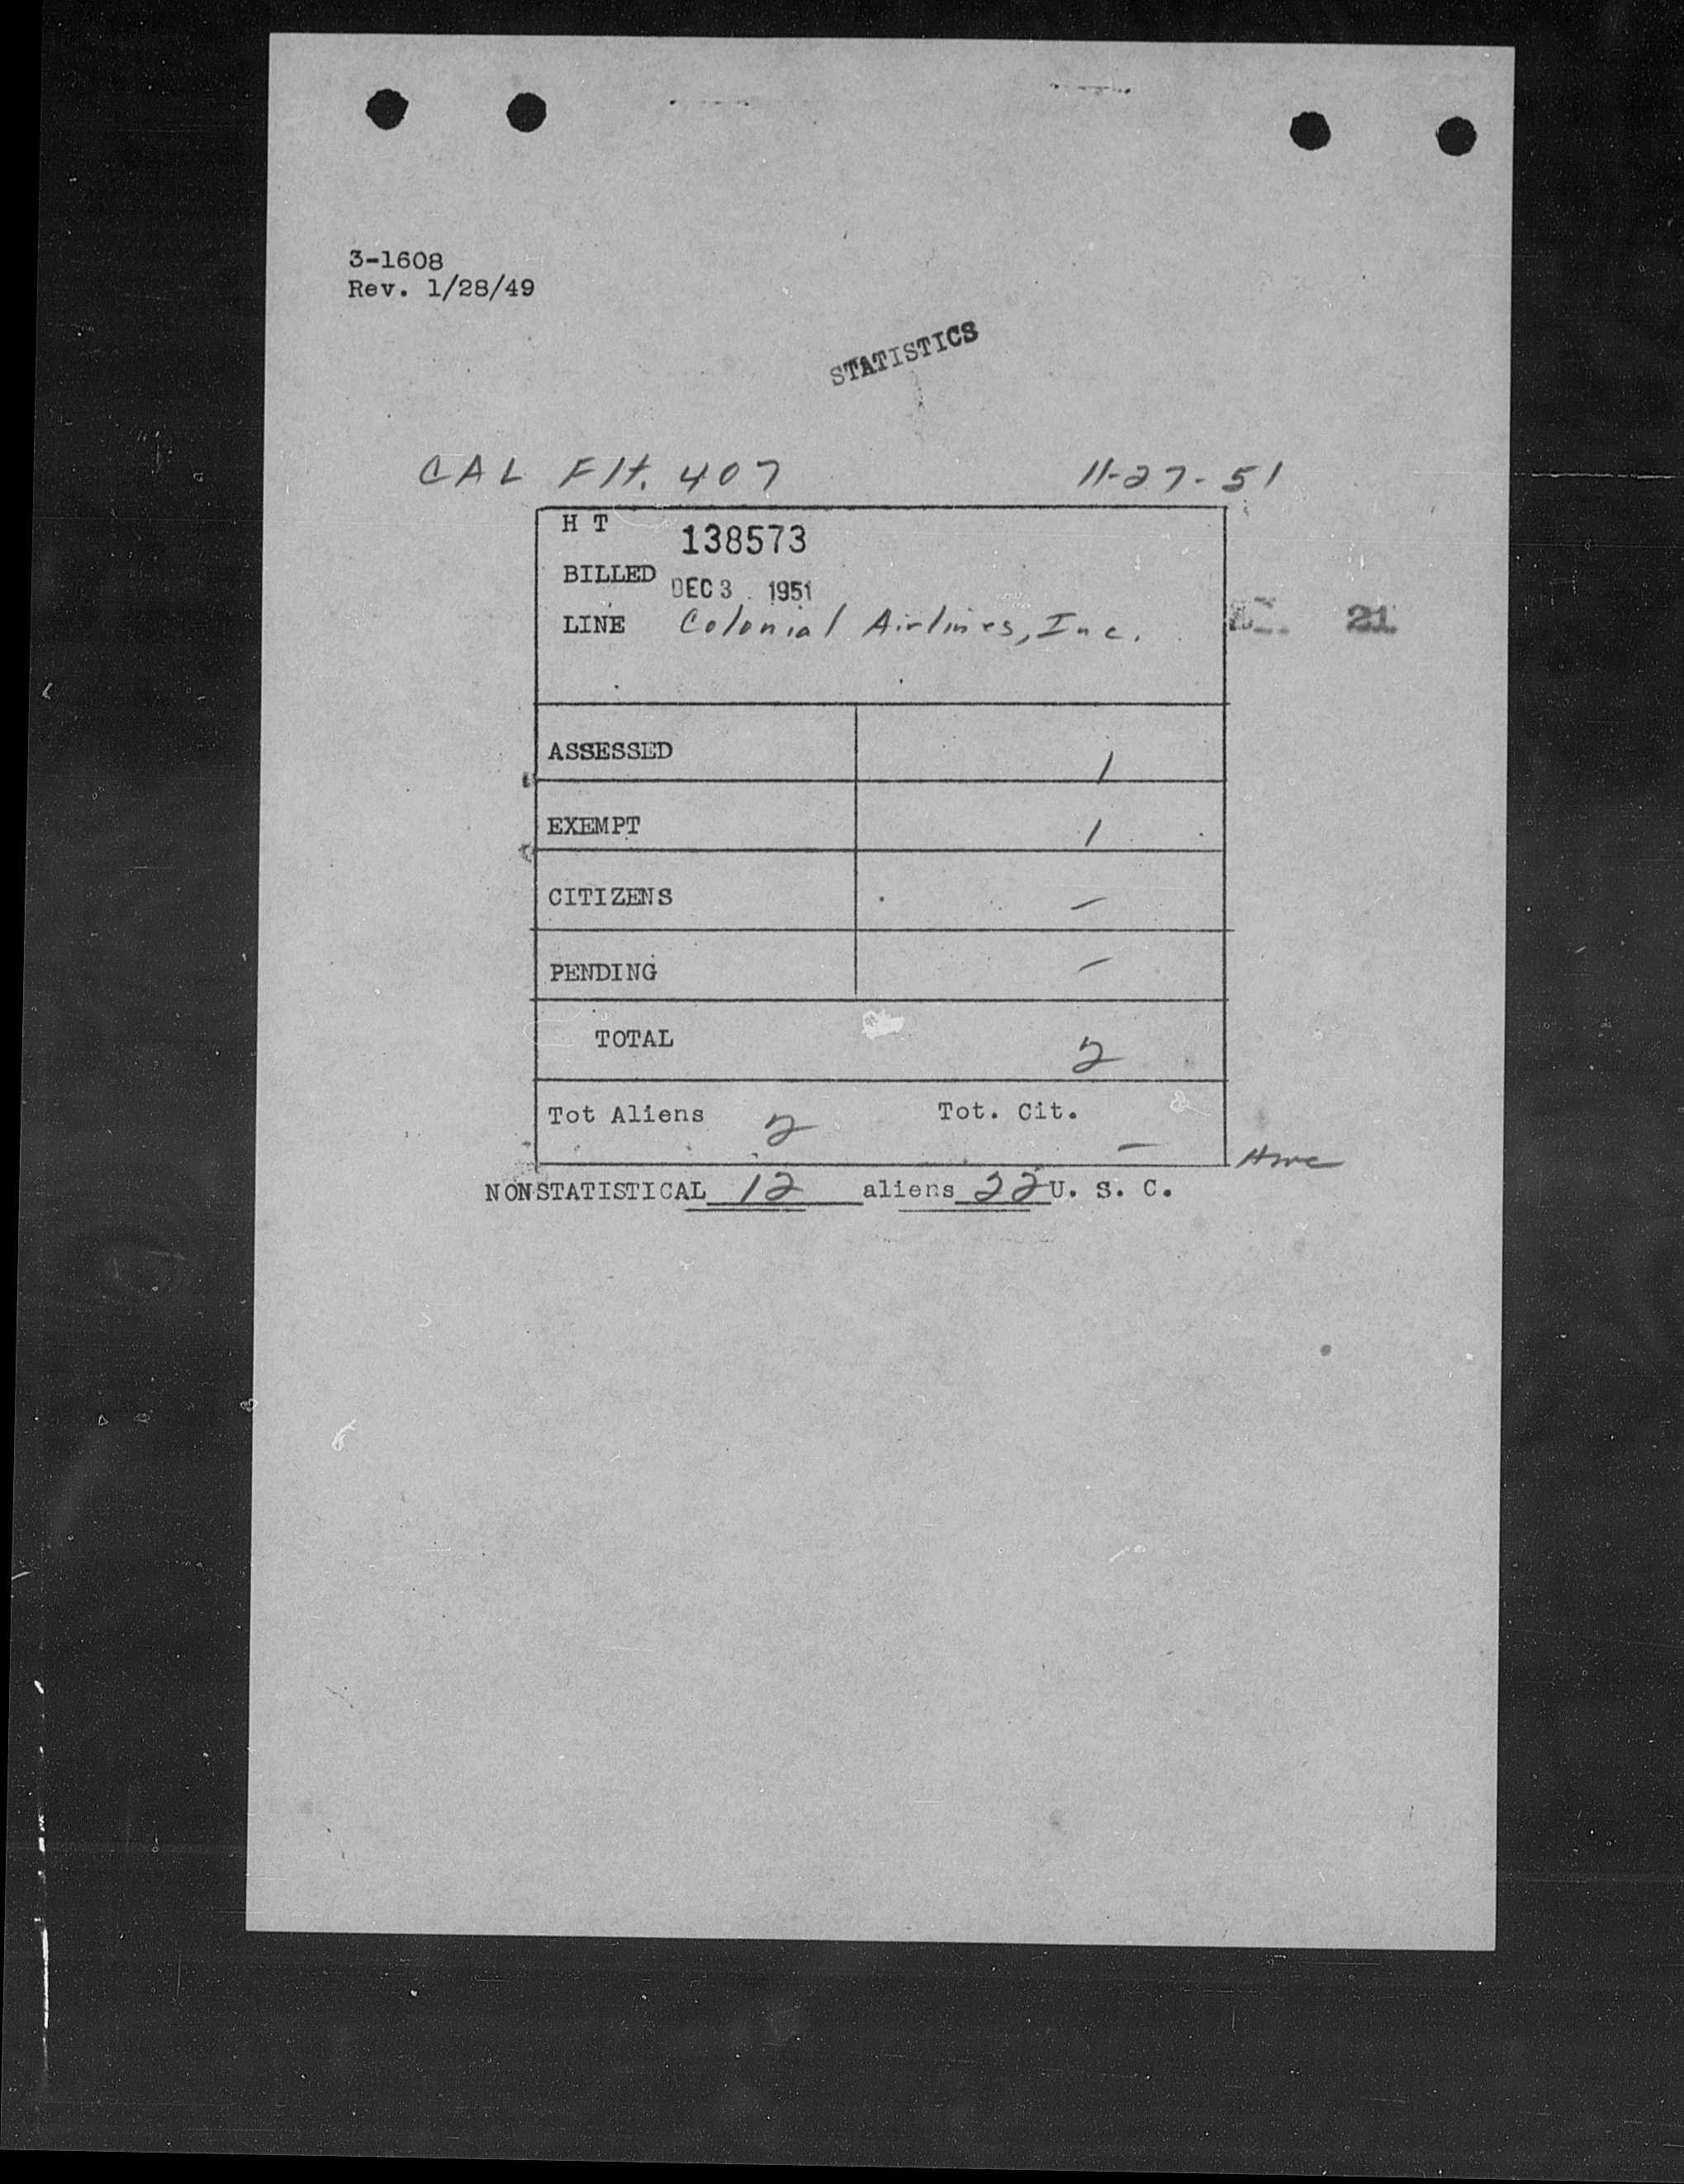 3-1608
Rev. 1/28/49
STATISTICS
CAL Flt. 407 11-27-51
H T 138573
BILLED DEC 3 1951
LINE Colonial Airlines, Inc.
21
ASSESSED 1
EXEMPT 1
CITIZENS –
PENDING –
TOTAL 2
Tot Aliens 2 Tot. Cit. –
NONSTATISTICAL 12 aliens 22 U. S. C.